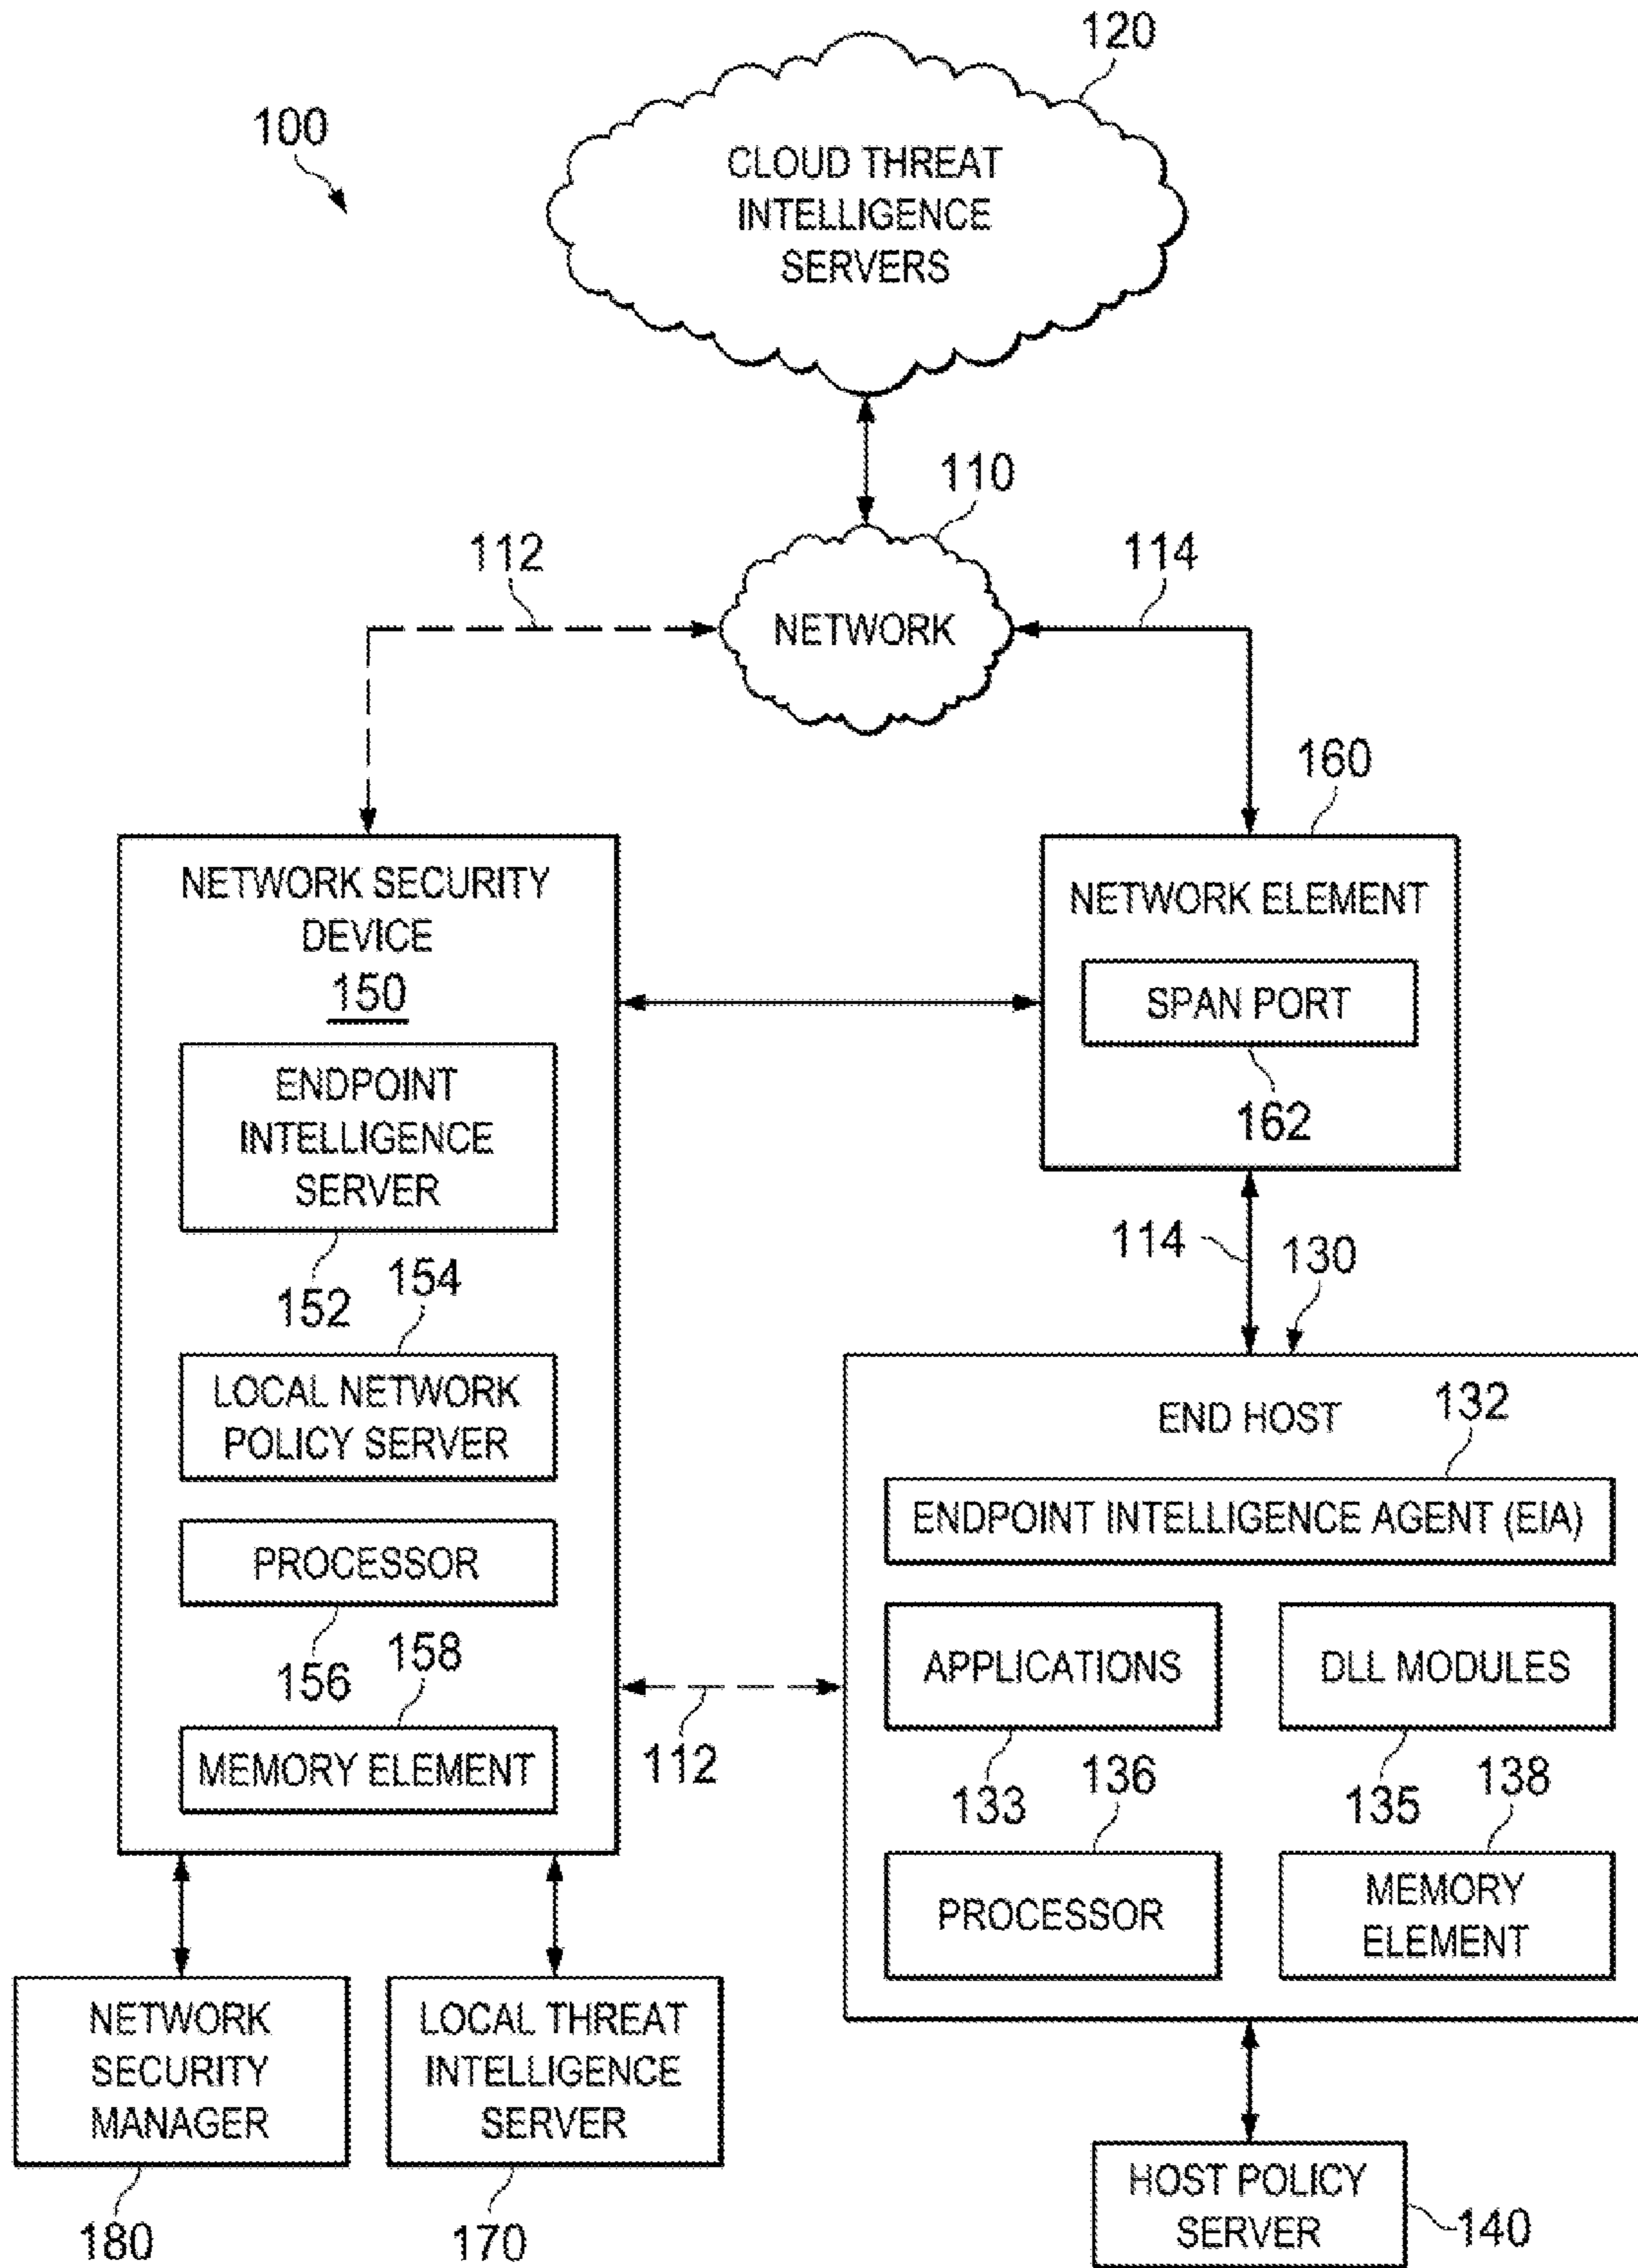 120
100
CLOUD THREAT
INTELLIGENCE
SERVERS
110
112
114
NETWORK
160
NETWORK SECURITY
DEVICE
150
NETWORK ELEMENT
SPAN PORT
162
ENDPOINT
INTELLIGENCE
SERVER
152
154
114
130
LOCAL NETWORK
POLICY SERVER
END HOST
132
ENDPOINT INTELLIGENCE AGENT (EIA)
PROCESSOR
156
158
APPLICATIONS
DLL MODULES
MEMORY ELEMENT
112
133
136
135
138
PROCESSOR
MEMORY
ELEMENT
NETWORK
SECURITY
MANAGER
LOCAL THREAT
INTELLIGENCE
SERVER
180
170
HOST POLICY
SERVER
140